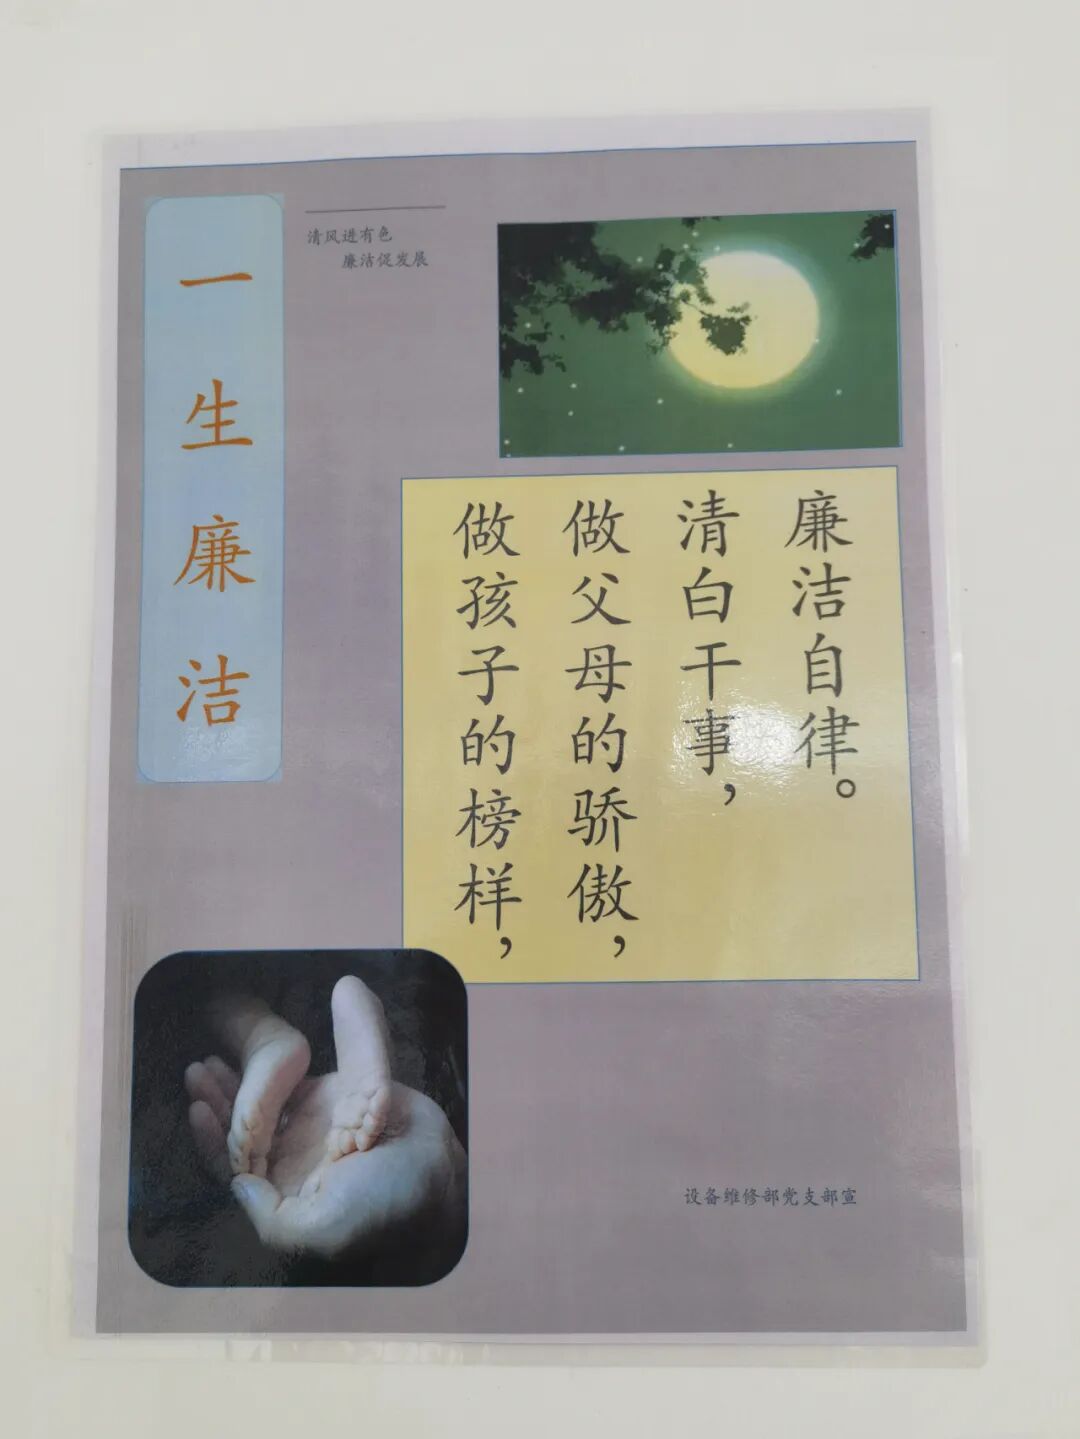 一生廉洁
清风进有色
廉洁促发展
做孩子的榜样，
做父母的骄傲，
清白干事，
廉洁自律。
设备维修部党支部宣